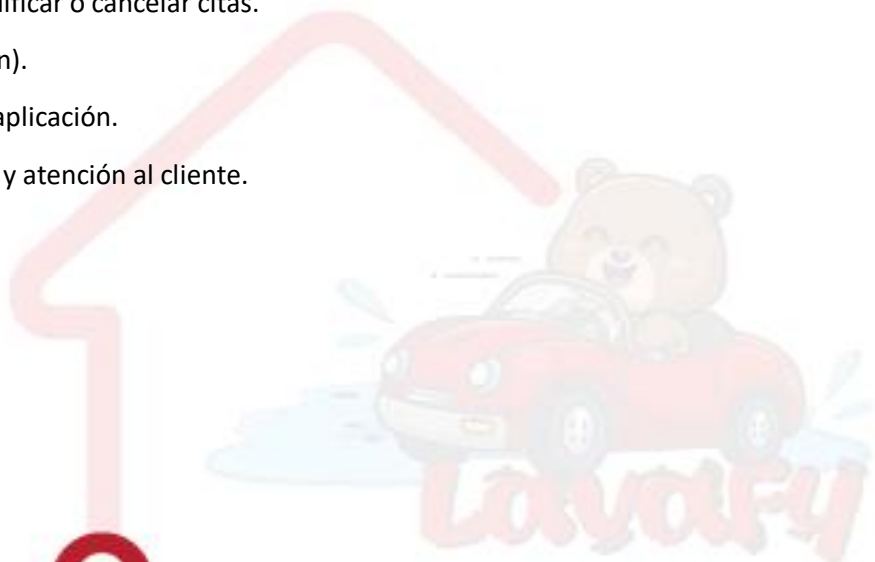 ificar o cancelar citas.
n).
aplicación.
y atención al cliente.
Lavafy